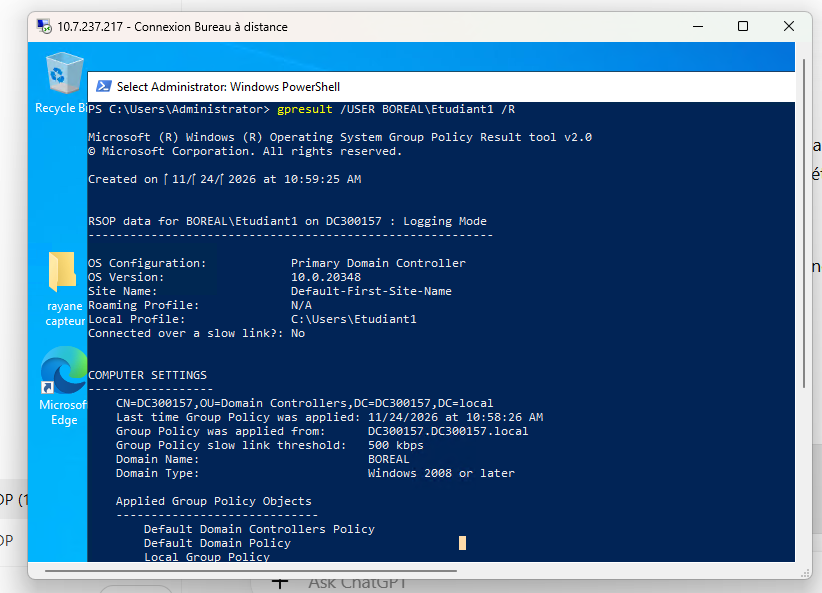 10.7.237.217 - Connexion Bureau à distance
Recycle Bi
Select Administrator: Windows PowerShell
PS C:\Users\Administrator> gpresult /USER BOREAL\Etudiant1 /R
Microsoft (R) Windows (R) Operating System Group Policy Result tool v2.0
© Microsoft Corporation. All rights reserved.
Created on 11/24/2026 at 10:59:25 AM
RSOP data for BOREAL\Etudiant1 on DC300157 : Logging Mode
---------------------------------------------------------
OS Configuration: Primary Domain Controller
OS Version: 10.0.20348
Site Name: Default-First-Site-Name
Roaming Profile: N/A
Local Profile: C:\Users\Etudiant1
Connected over a slow link?: No
rayane
capteur
COMPUTER SETTINGS
------------------
CN=DC300157,OU=Domain Controllers,DC=DC300157,DC=local
Last time Group Policy was applied: 11/24/2026 at 10:58:26 AM
Group Policy was applied from: DC300157.DC300157.local
Group Policy slow link threshold: 500 kbps
Domain Name: BOREAL
Domain Type: Windows 2008 or later
Microsof
Edge
Applied Group Policy Objects
-----------------------------
Default Domain Controllers Policy
Default Domain Policy
Local Group Policy
DP (1
DP
Ask ChatGPT